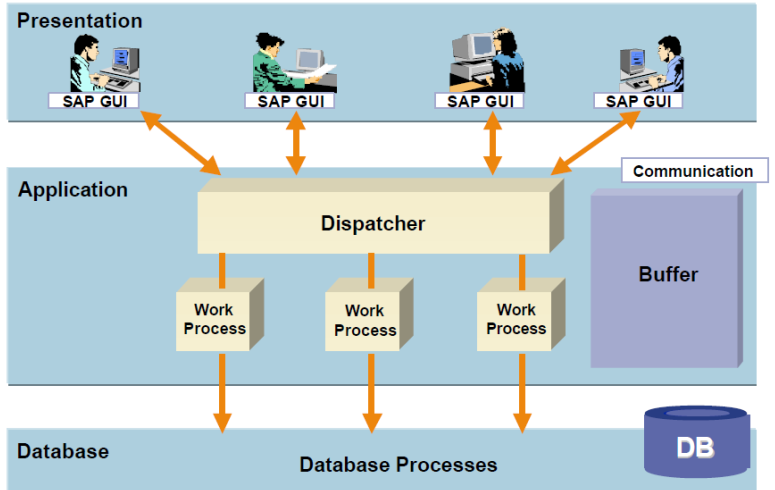 Presentation
SAP GUI
SAP GUI
SAP GUI
SAP GUI
Communication
Application
Dispatcher
Buffer
Work
Process
Work
Process
Work
Process
Database
Database Processes
DB